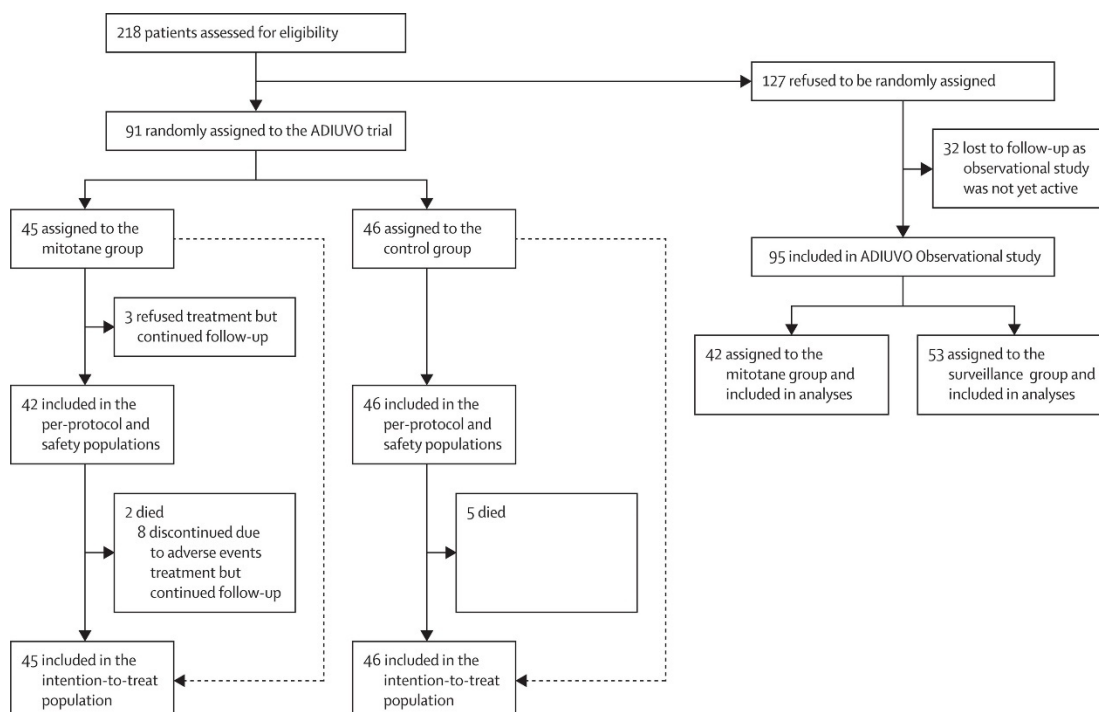 218 patients assessed for eligibility
127 refused to be randomly assigned
91 randomly assigned to the ADIUVO trial
32 lost to follow-up as
observational study
was not yet active
45 assigned to the
mitotane group
46 assigned to the
control group
95 included in ADIUVO Observational study
3 refused treatment but
continued follow-up
42 assigned to the
mitotane group and
included in analyses
53 assigned to the
surveillance group and
included in analyses
42 included in the
per-protocol and
safety populations
46 included in the
per-protocol and
safety populations
2 died
8 discontinued due
to adverse events
treatment but
continued follow-up
5 died
45 included in the
intention-to-treat
population
46 included in the
intention-to-treat
population